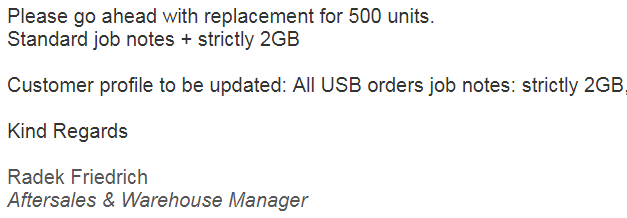 Please go ahead with replacement for 500 units.
Standard job notes + strictly 2GB
Customer profile to be updated: All USB orders job notes: strictly 2GB,
Kind Regards
Radek Friedrich
Aftersales & Warehouse Manager